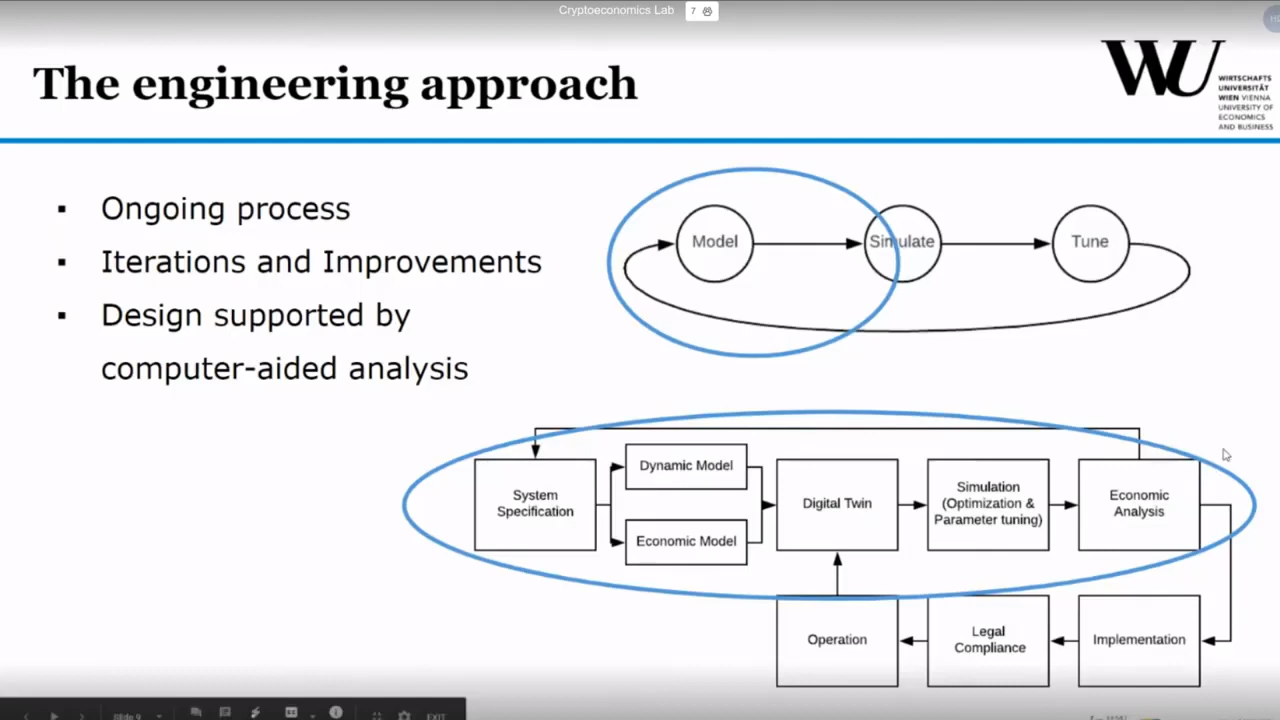 Cryptoeconomics Lab 7
The engineering approach
WU
WIRTSCHAFTS
UNIVERSITÄT
WIEN VIENNA
UNIVERSITY OF
ECONOMICS
AND BUSINESS
▪ Ongoing process
▪ Iterations and Improvements
▪ Design supported by
computer-aided analysis
Model
Simulate
Tune
System
Specification
Dynamic Model
Economic Model
Digital Twin
Simulation
(Optimization &
Parameter tuning)
Economic
Analysis
Operation
Legal
Compliance
Implementation
Slide 9
EXIT